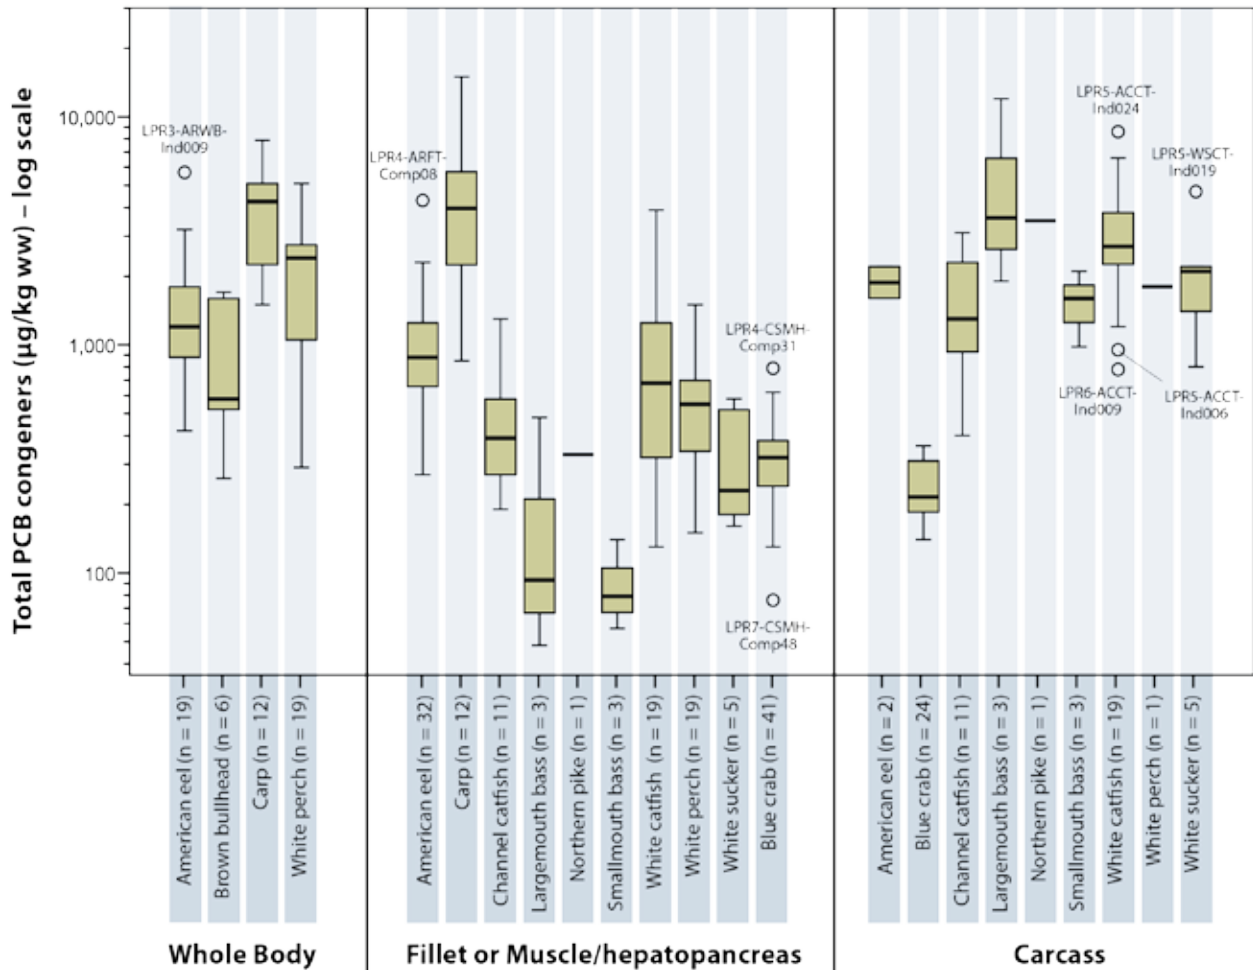 Total PCB congeners (µg/kg ww) – log scale
10,000
1,000
100
LPR3-ARWB-
Ind009
LPR4-ARFT-
Comp08
LPR4-CSMH-
Comp31
LPR7-CSMH-
Comp48
LPR5-ACCT-
Ind024
LPR5-WSCT-
Ind019
LPR6-ACCT-
Ind009
LPR5-ACCT-
Ind006
American eel (n = 19)
Brown bullhead (n = 6)
Carp (n = 12)
White perch (n = 19)
American eel (n = 32)
Carp (n = 12)
Channel catfish (n = 11)
Largemouth bass (n = 3)
Northern pike (n = 1)
Smallmouth bass (n = 3)
White catfish (n = 19)
White perch (n = 19)
White sucker (n = 5)
Blue crab (n = 41)
American eel (n = 2)
Blue crab (n = 24)
Channel catfish (n = 11)
Largemouth bass (n = 3)
Northern pike (n = 1)
Smallmouth bass (n = 3)
White catfish (n = 19)
White perch (n = 1)
White sucker (n = 5)
Whole Body
Fillet or Muscle/hepatopancreas
Carcass